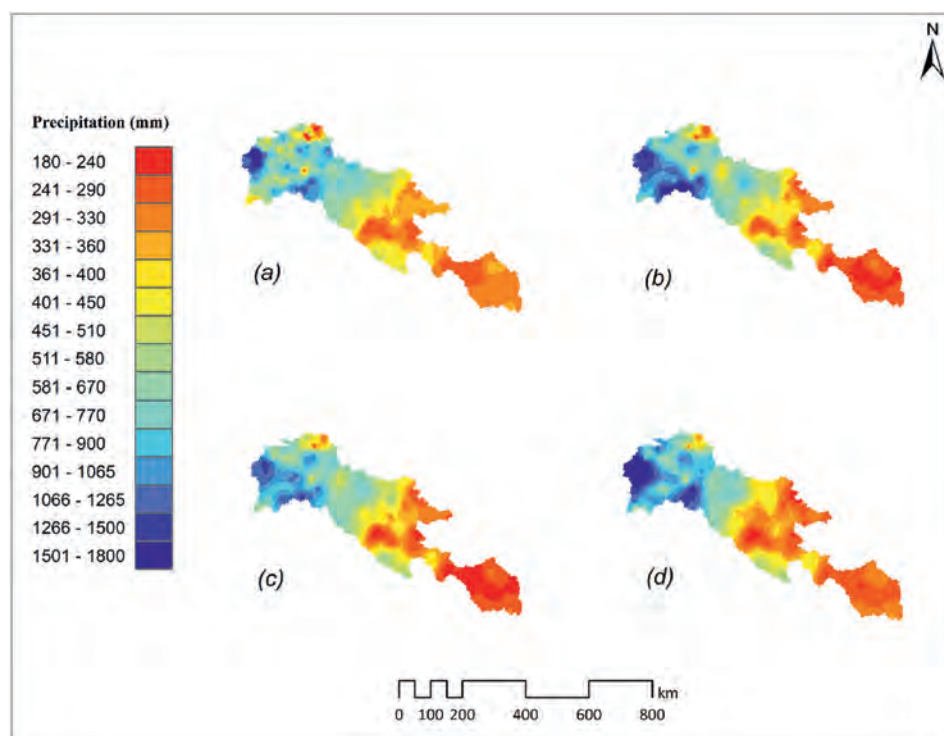 N
Precipitation (mm)
180 - 240
241 - 290
291 - 330
331 - 360
361 - 400
401 - 450
451 - 510
511 - 580
581 - 670
671 - 770
771 - 900
901 - 1065
1066 - 1265
1266 - 1500
1501 - 1800
(a)
(b)
(c)
(d)
km
0 100 200 400 600 800